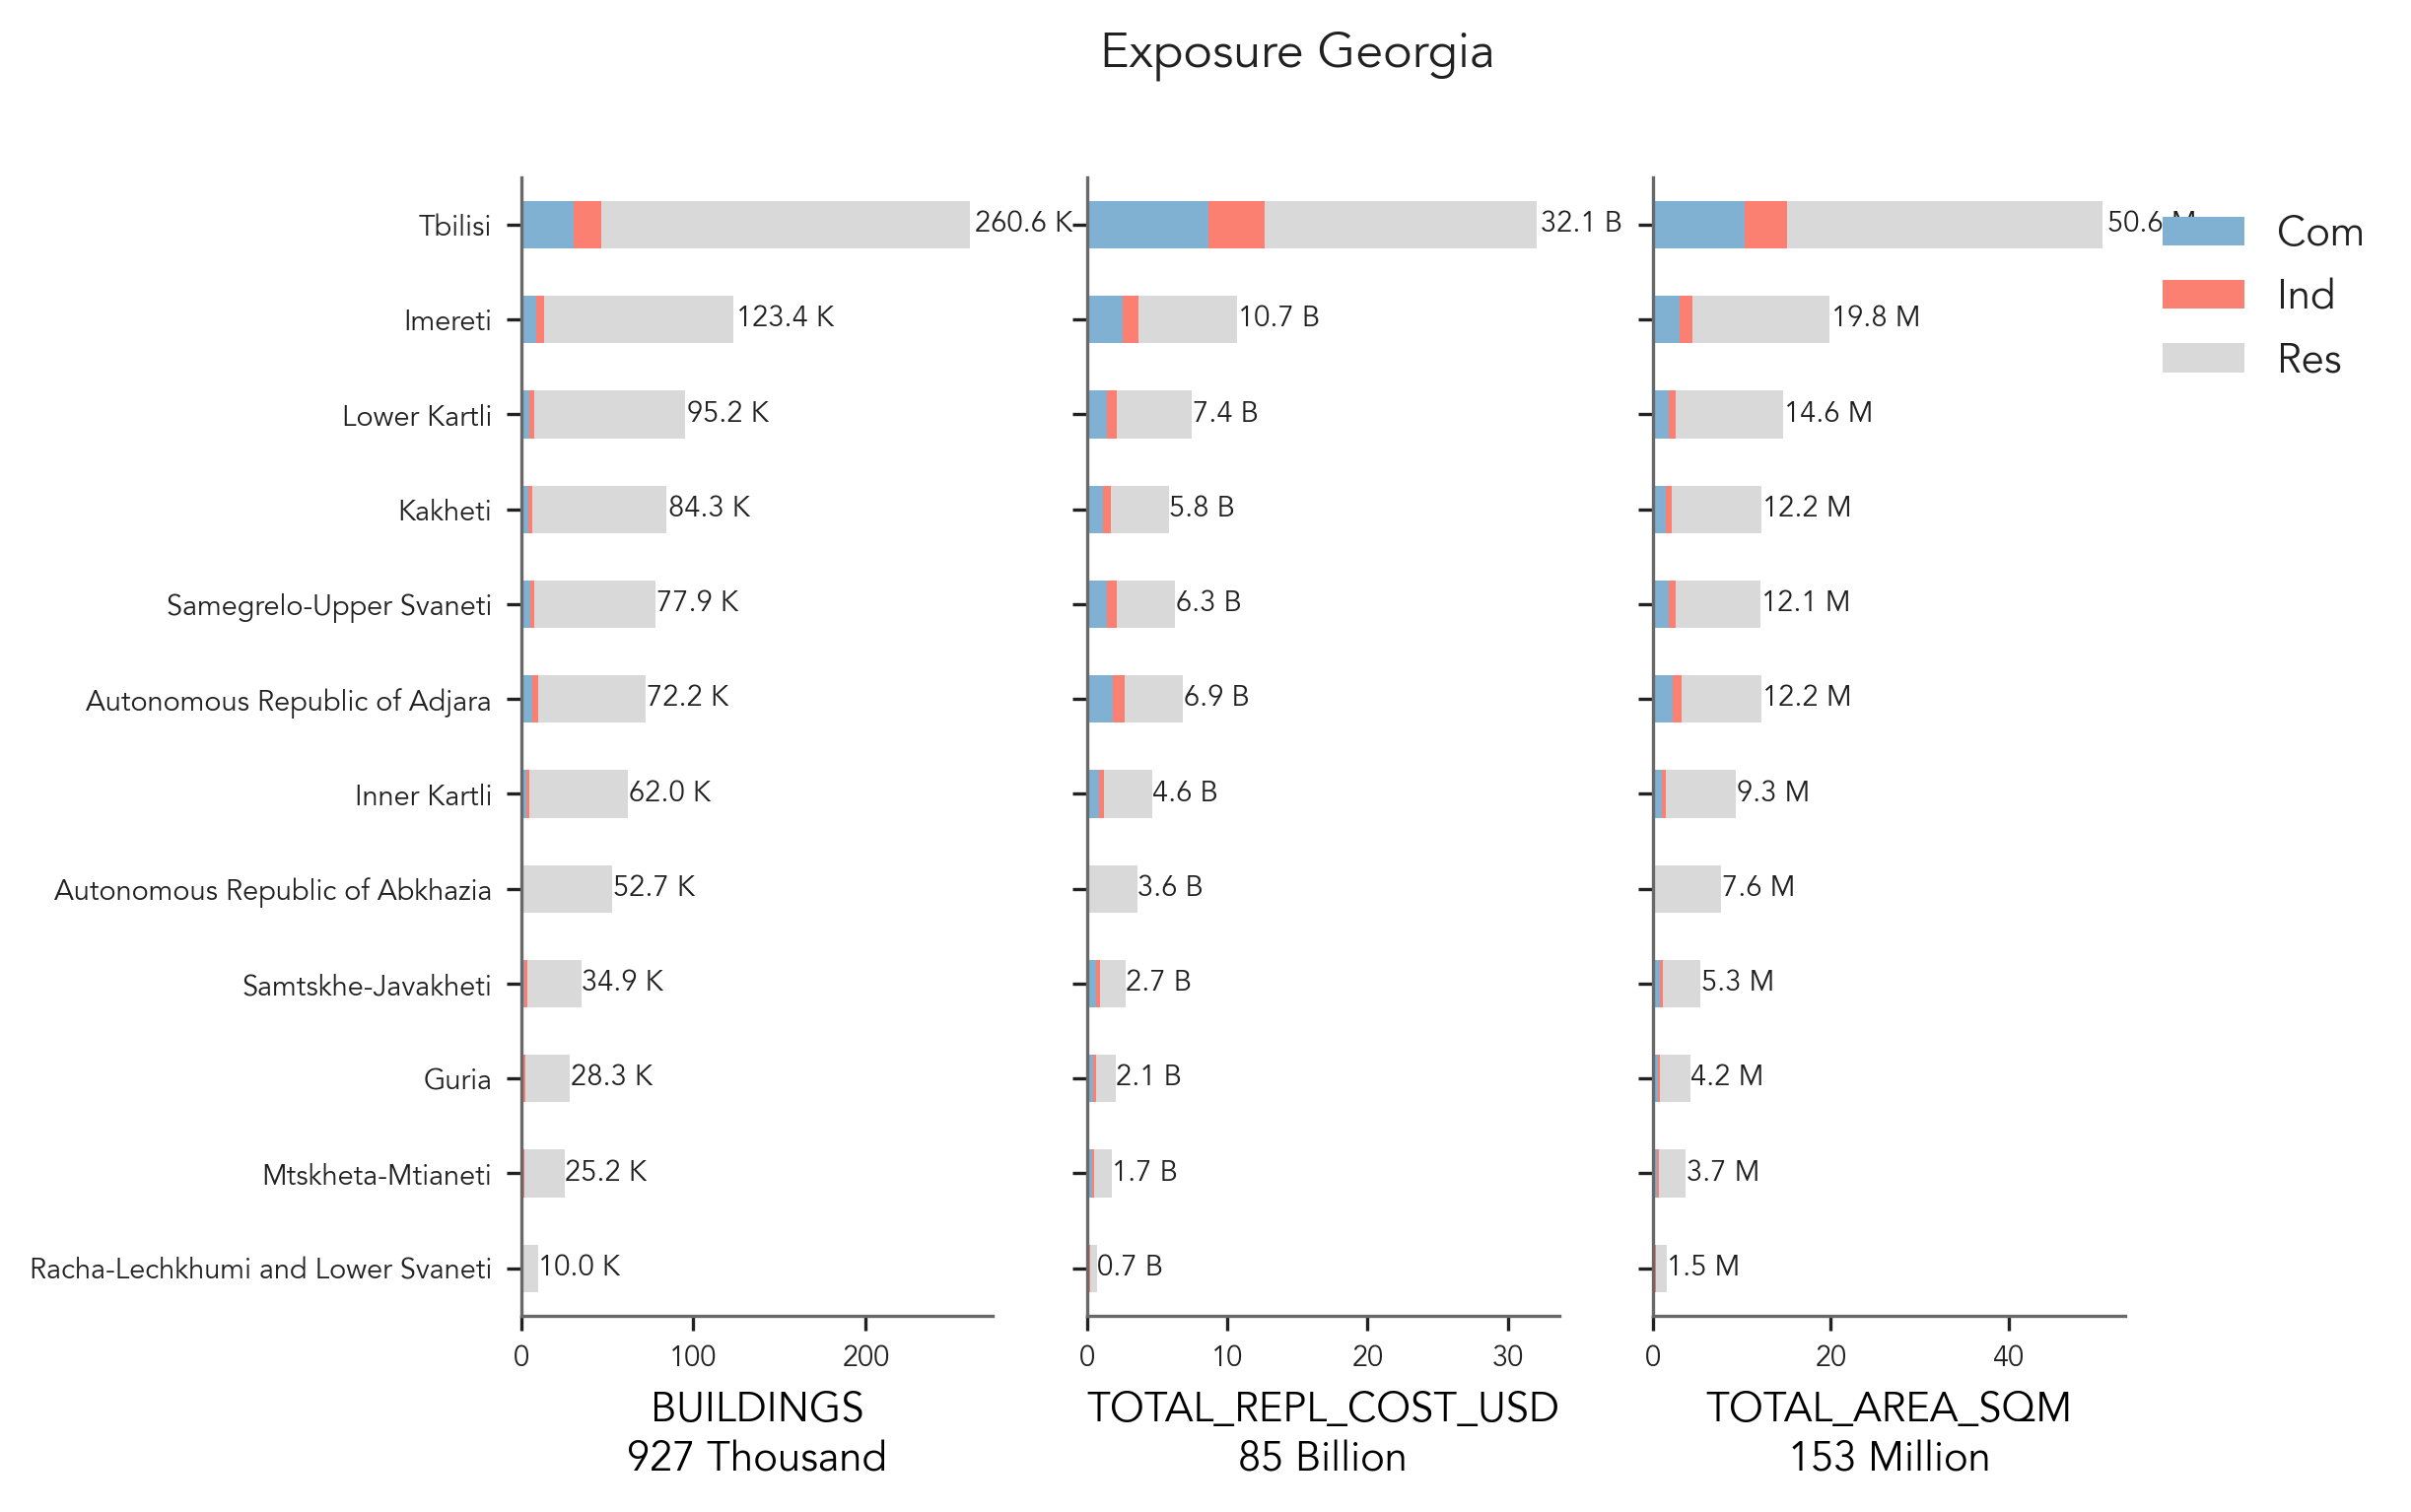 Exposure Georgia
Tbilisi
Imereti
Lower Kartli
Kakheti
Samegrelo-Upper Svaneti
Autonomous Republic of Adjara
Inner Kartli
Autonomous Republic of Abkhazia
Samtskhe-Javakheti
Guria
Mtskheta-Mtianeti
Racha-Lechkhumi and Lower Svaneti
260.6 K
123.4 K
95.2 K
84.3 K
77.9 K
72.2 K
62.0 K
52.7 K
34.9 K
28.3 K
25.2 K
10.0 K
0 100 200
BUILDINGS
927 Thousand
32.1 B
10.7 B
7.4 B
5.8 B
6.3 B
6.9 B
4.6 B
3.6 B
2.7 B
2.1 B
1.7 B
0.7 B
0 10 20 30
TOTAL_REPL_COST_USD
85 Billion
50.6 M
19.8 M
14.6 M
12.2 M
12.1 M
12.2 M
9.3 M
7.6 M
5.3 M
4.2 M
3.7 M
1.5 M
0 20 40
TOTAL_AREA_SQM
153 Million
Com
Ind
Res